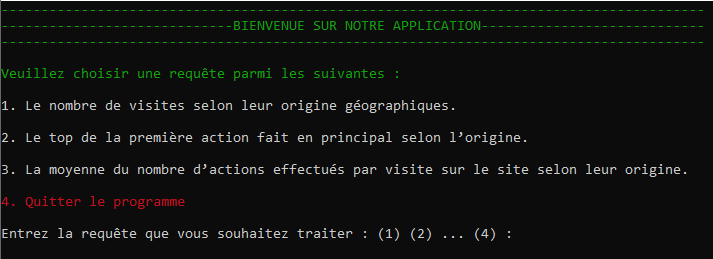 ---------------------------------------------------------------------------------------
----------------------------BIENVENUE SUR NOTRE APPLICATION----------------------------
---------------------------------------------------------------------------------------
Veuillez choisir une requête parmi les suivantes :
1. Le nombre de visites selon leur origine géographiques.
2. Le top de la première action fait en principal selon l’origine.
3. La moyenne du nombre d’actions effectués par visite sur le site selon leur origine.
4. Quitter le programme
Entrez la requête que vous souhaitez traiter : (1) (2) ... (4) :